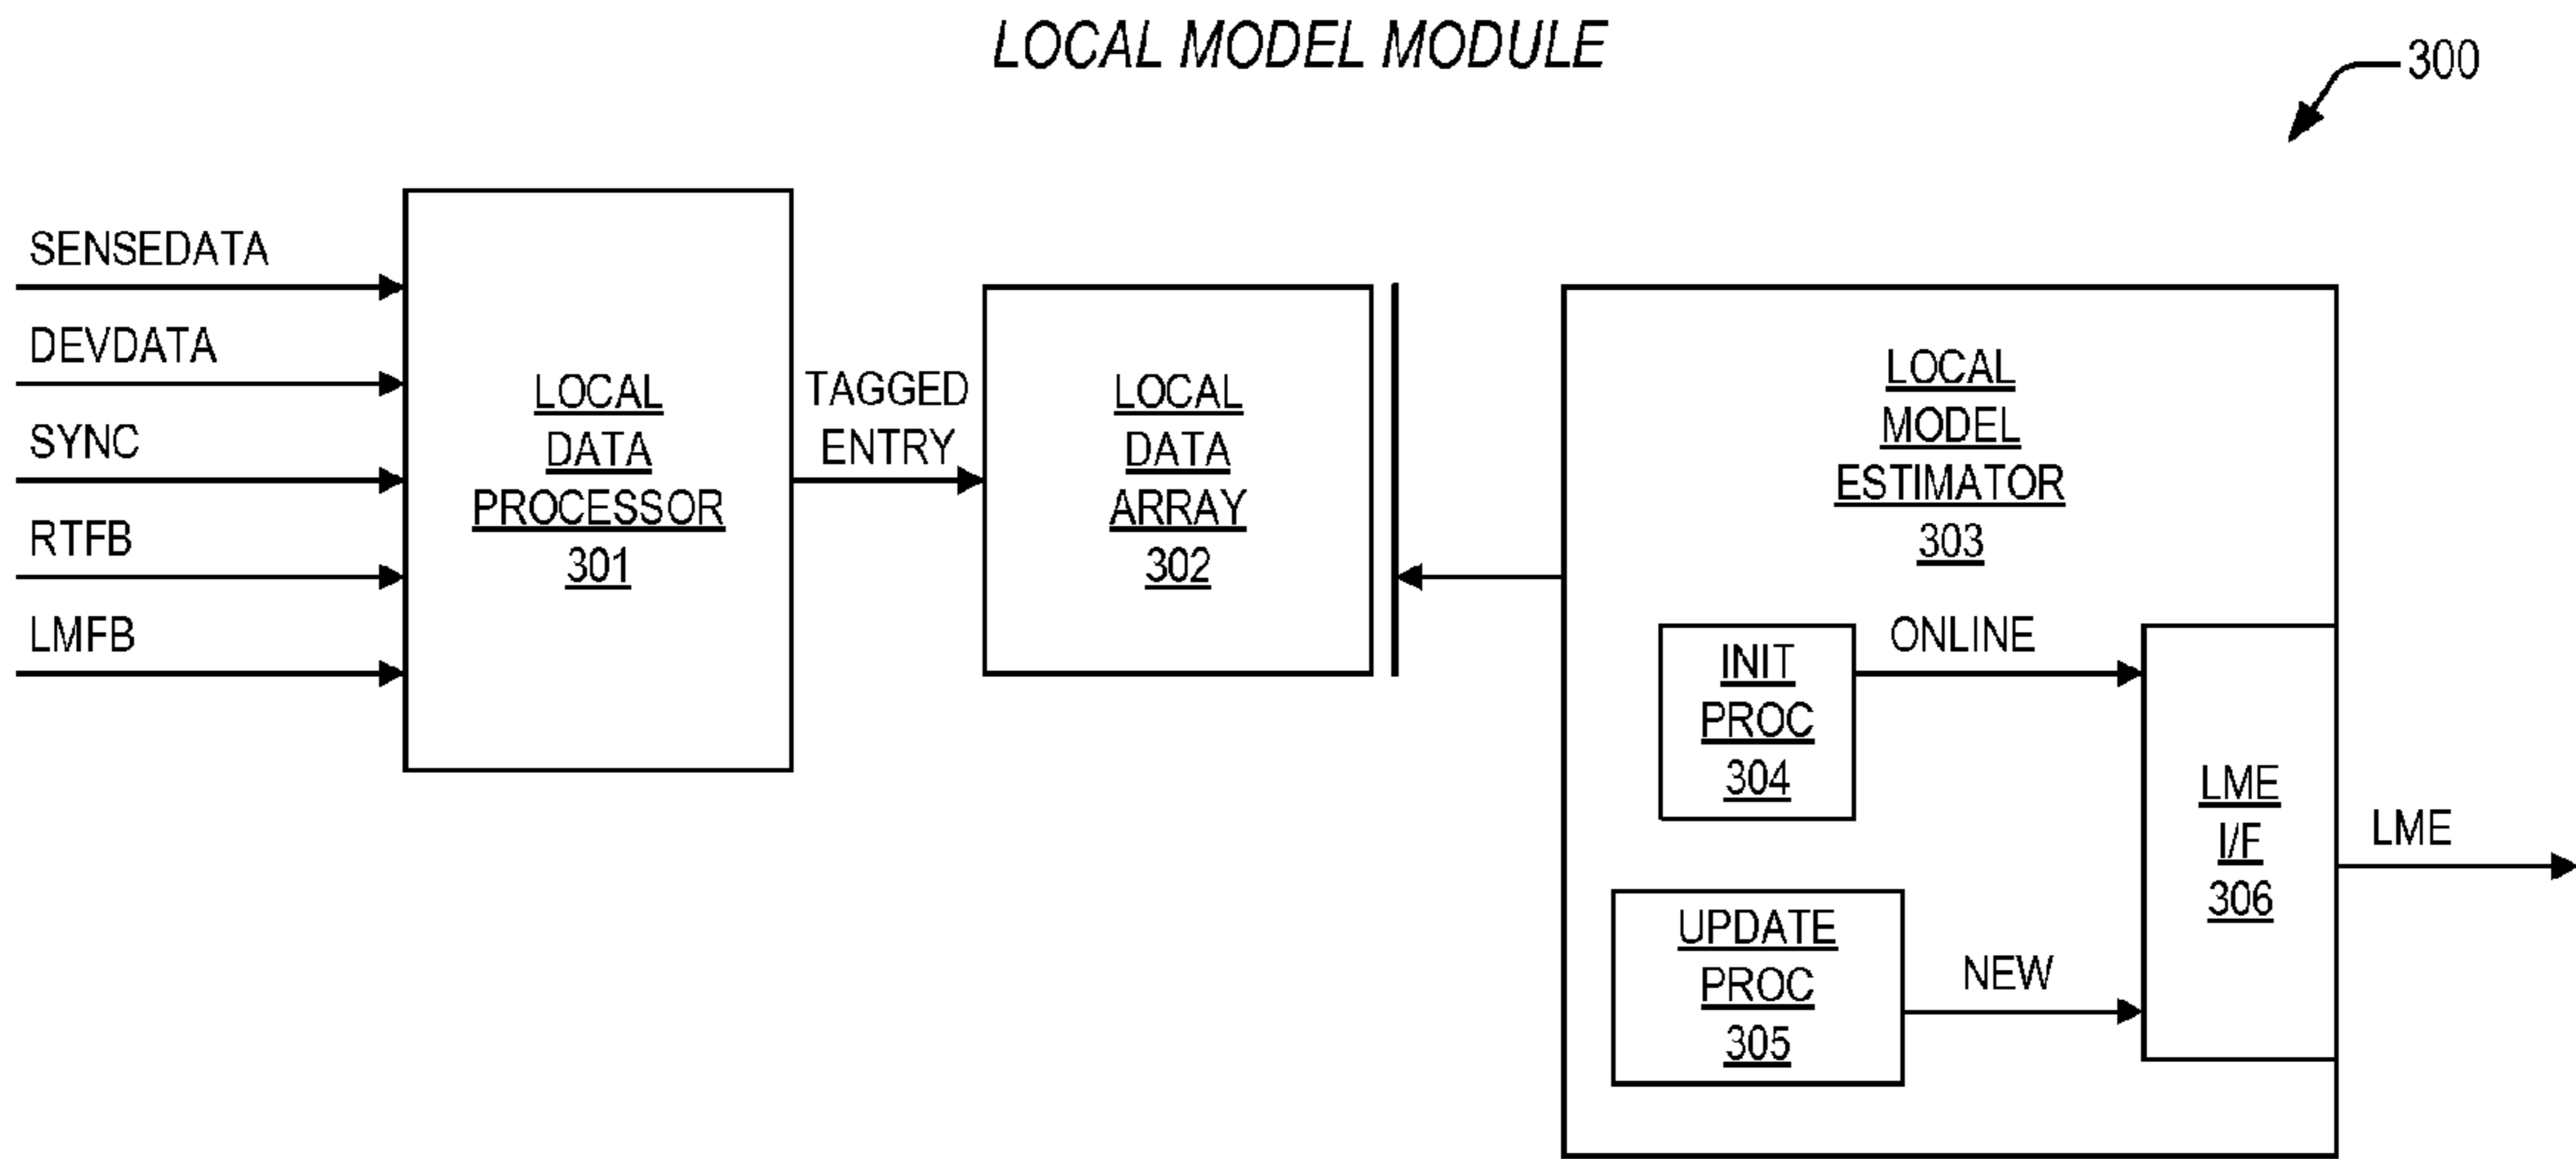 LOCAL MODEL MODULE
300
SENSEDATA
DEVDATA
SYNC
RTFB
LMFB
LOCAL
DATA
PROCESSOR
301
TAGGED
ENTRY
LOCAL
DATA
ARRAY
302
LOCAL
MODEL
ESTIMATOR
303
INIT
PROC
304
ONLINE
UPDATE
PROC
305
NEW
LME
I/F
306
LME